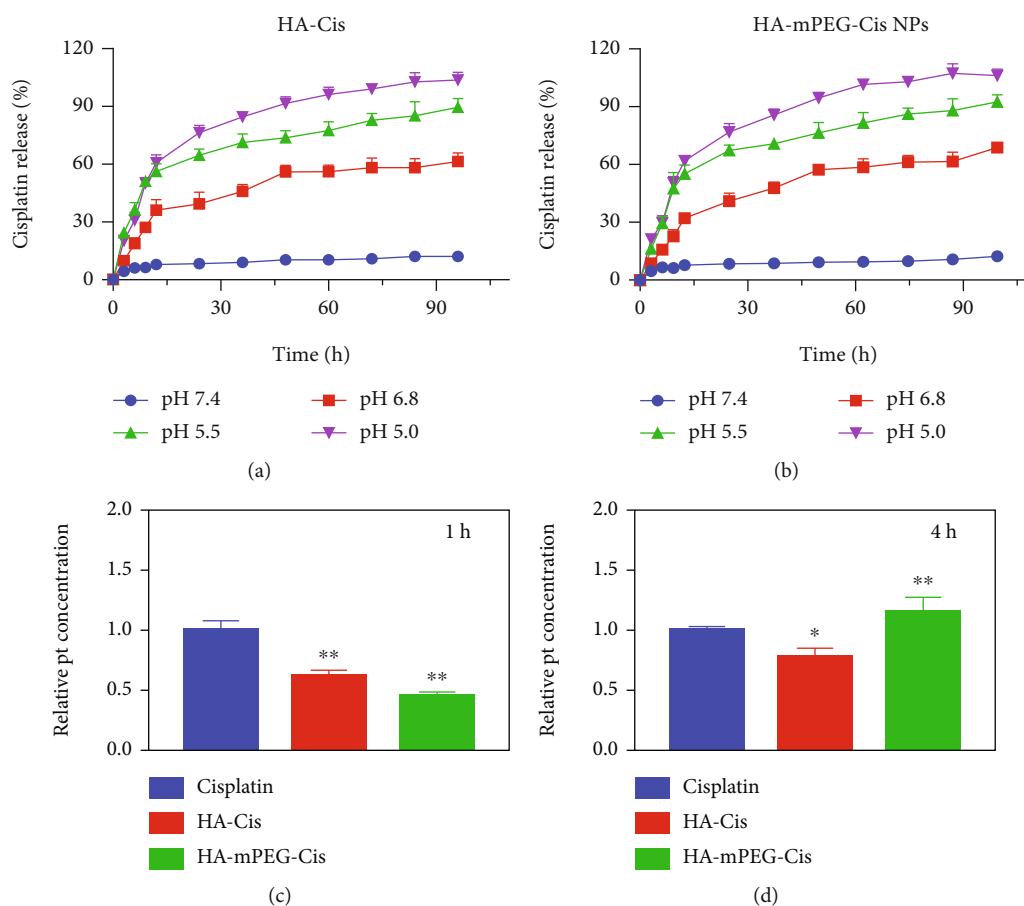 HA-Cis
120
90
60
30
0
Cisplatin release (%)
0 30 60 90
Time (h)
pH 7.4 pH 6.8
pH 5.5 pH 5.0
(a)
HA-mPEG-Cis NPs
120
90
60
30
0
Cisplatin release (%)
0 30 60 90
Time (h)
pH 7.4 pH 6.8
pH 5.5 pH 5.0
(b)
2.0
1.5
1.0
0.5
0.0
Relative pt concentration
1 h
**
**
Cisplatin
HA-Cis
HA-mPEG-Cis
(c)
2.0
1.5
1.0
0.5
0.0
Relative pt concentration
4 h
*
**
Cisplatin
HA-Cis
HA-mPEG-Cis
(d)